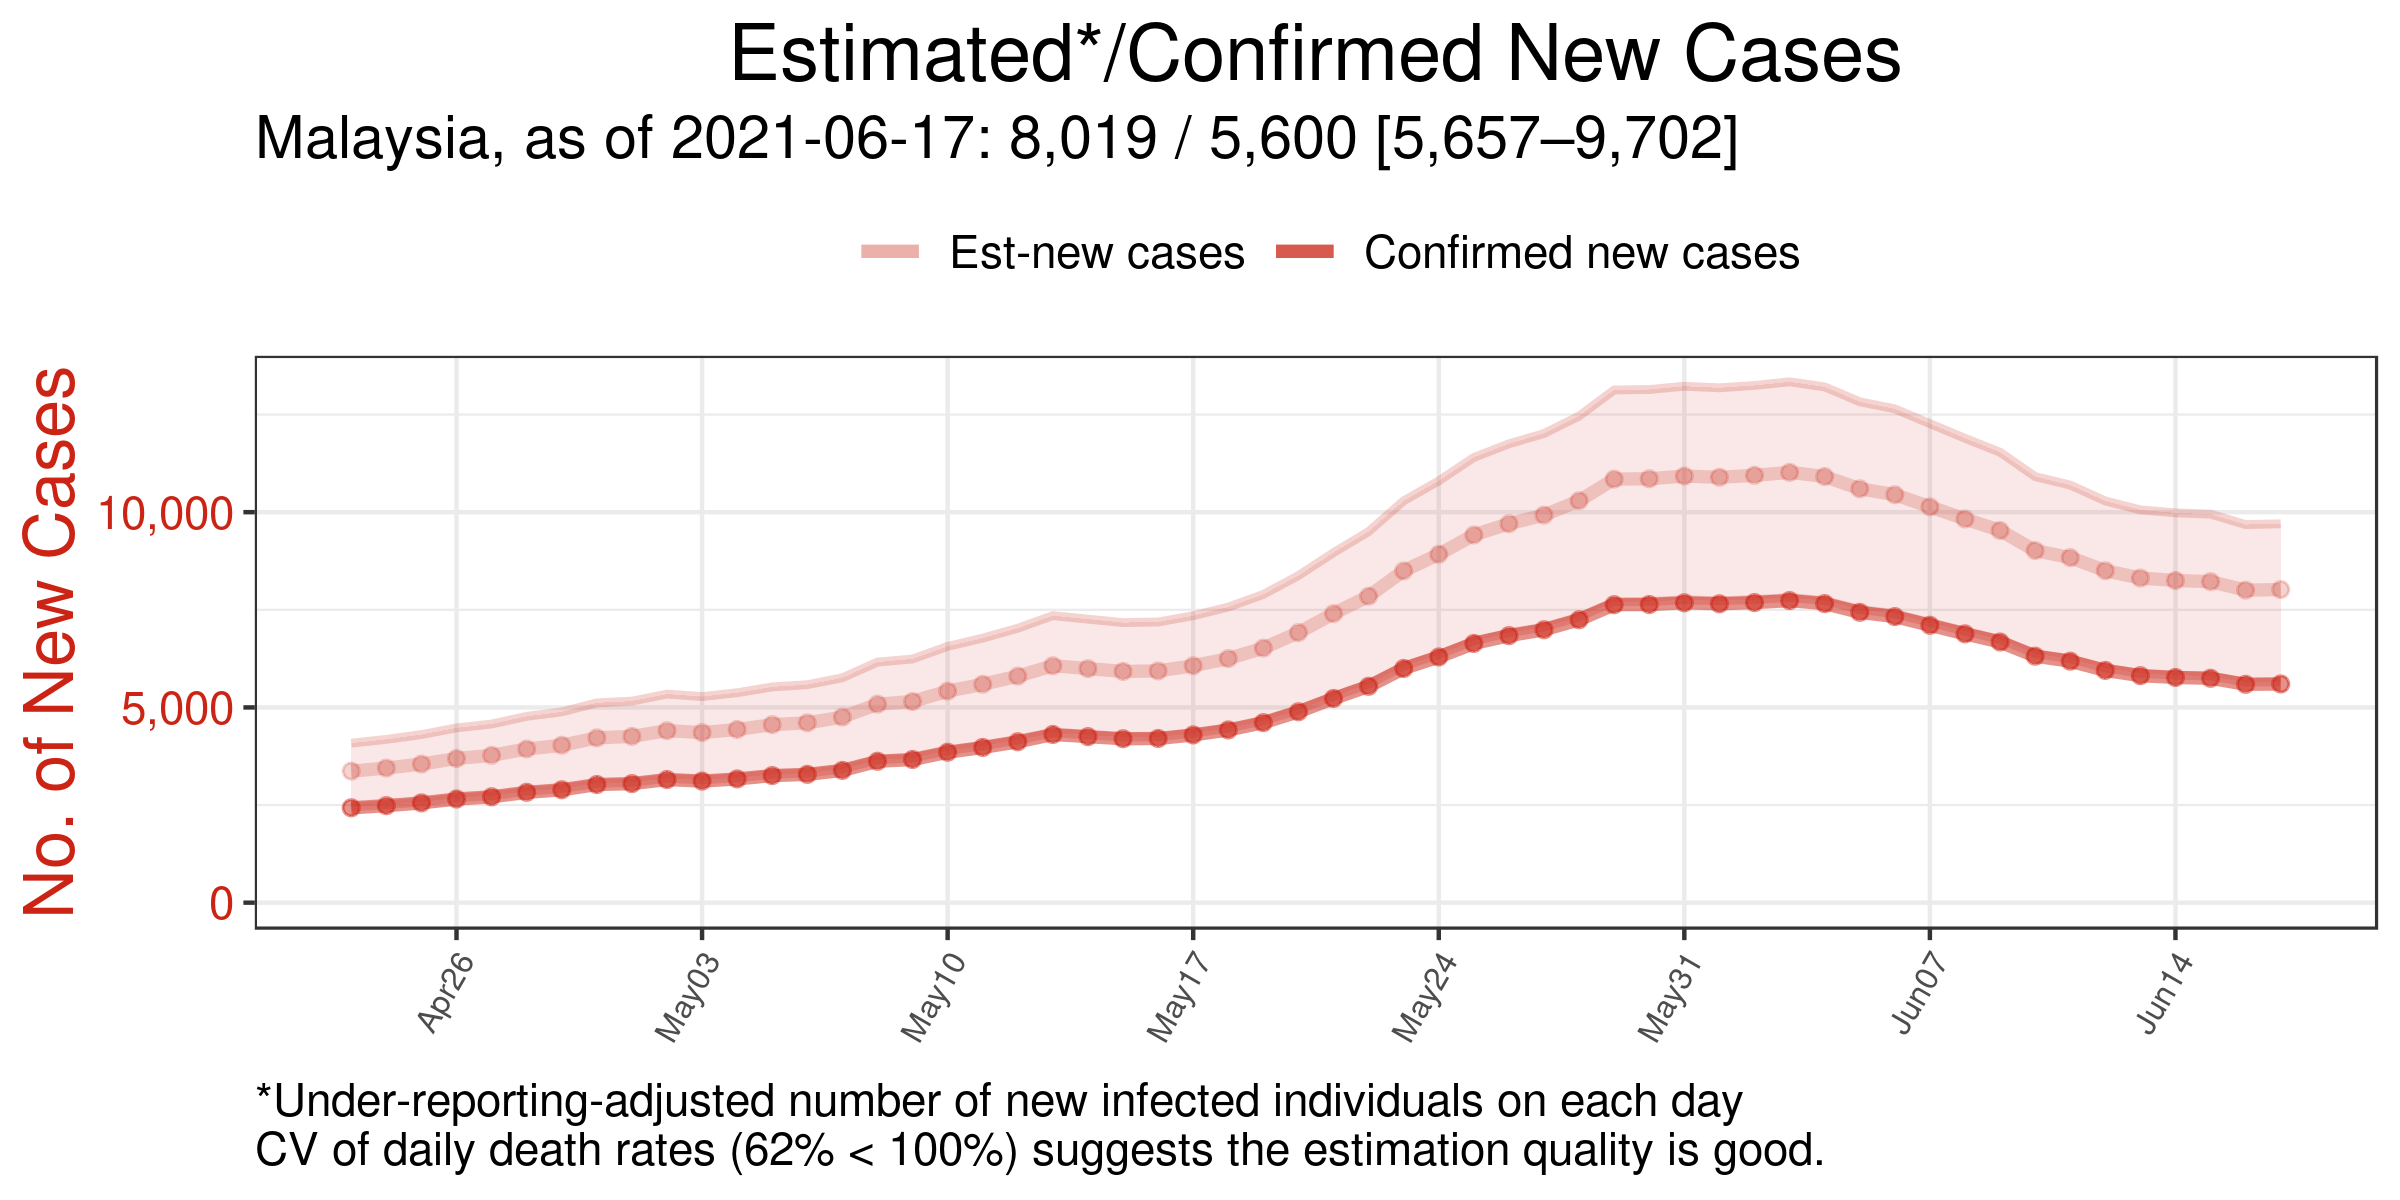 Estimated*/Confirmed New Cases
Malaysia, as of 2021-06-17: 8,019 / 5,600 [5,657–9,702]
Est-new cases
Confirmed new cases
No. of New Cases
10,000
5,000
0
Apr26
May03
May10
May17
May24
May31
Jun07
Jun14
*Under-reporting-adjusted number of new infected individuals on each day
CV of daily death rates (62% < 100%) suggests the estimation quality is good.